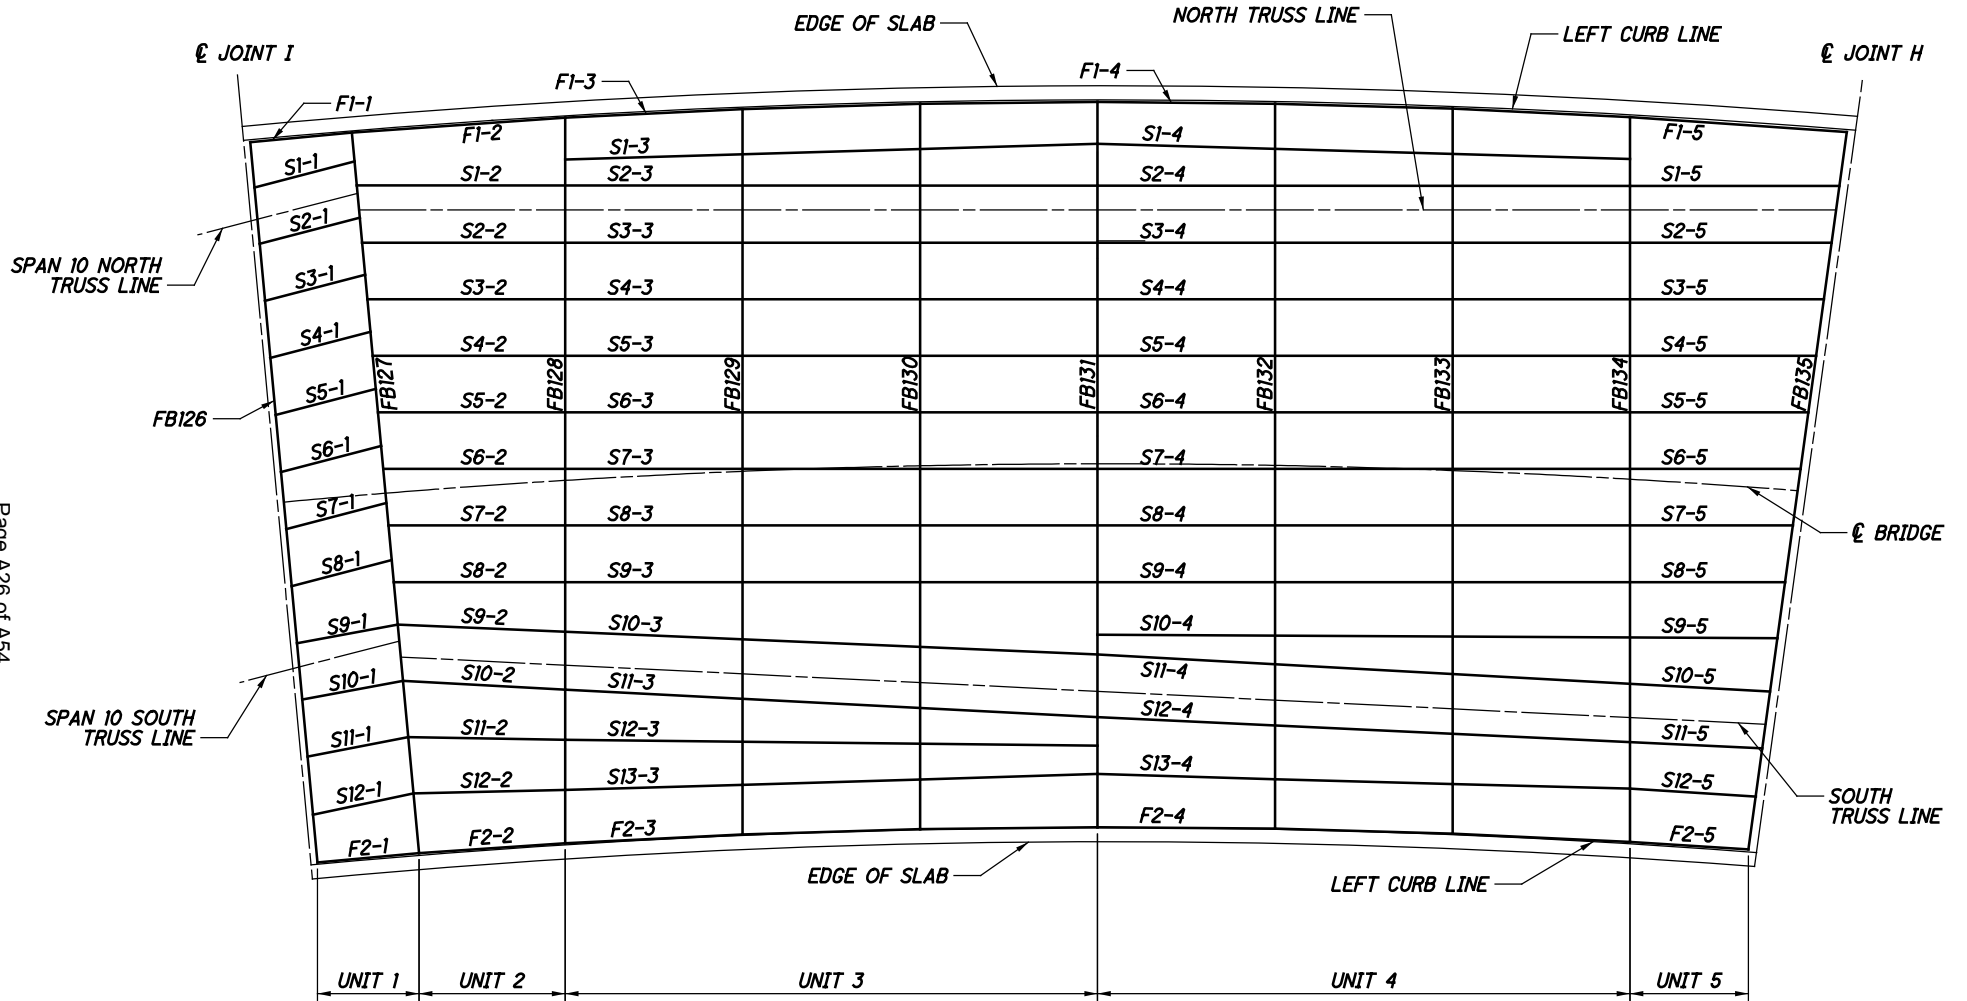 EDGE OF SLAB
NORTH TRUSS LINE
LEFT CURB LINE
℄ JOINT I
℄ JOINT H
F1-3
F1-4
F1-1
F1-2
F1-5
S1-3
S1-4
S1-1
S1-2
S2-3
S2-4
S1-5
S2-1
S2-2
S3-3
S3-4
S2-5
SPAN 10 NORTH
TRUSS LINE
S3-1
S3-2
S4-3
S4-4
S3-5
S4-1
S4-2
S5-3
S5-4
S4-5
FB126
FB127
FB128
FB129
FB130
FB131
FB132
FB133
FB134
FB135
S5-1
S5-2
S6-3
S6-4
S5-5
S6-1
S6-2
S7-3
S7-4
S6-5
S7-1
S7-2
S8-3
S8-4
S7-5
℄ BRIDGE
S8-1
S8-2
S9-3
S9-4
S8-5
S9-1
S9-2
S10-3
S10-4
S9-5
Page A26 of A54
S10-1
S10-2
S11-3
S11-4
S10-5
SPAN 10 SOUTH
TRUSS LINE
S11-1
S11-2
S12-3
S12-4
S11-5
S12-1
S12-2
S13-3
S13-4
S12-5
SOUTH
TRUSS LINE
F2-1
F2-2
F2-3
F2-4
F2-5
EDGE OF SLAB
LEFT CURB LINE
UNIT 1
UNIT 2
UNIT 3
UNIT 4
UNIT 5